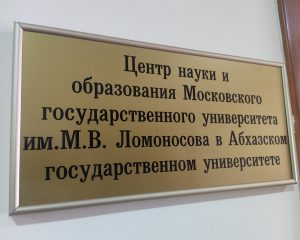 Центр науки и
образования Московского
государственного университета
им.М.В. Ломоносова в Абхазском
государственном университете